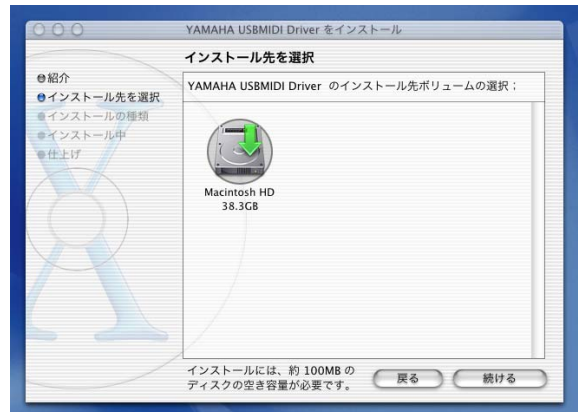 YAMAHA USBMIDI Driver をインストール
インストール先を選択
紹介
インストール先を選択
インストールの種類
インストール中
仕上げ
YAMAHA USBMIDI Driver のインストール先ボリュームの選択：
Macintosh HD
38.3GB
インストールには、約 100MB の
ディスクの空き容量が必要です。
戻る
続ける